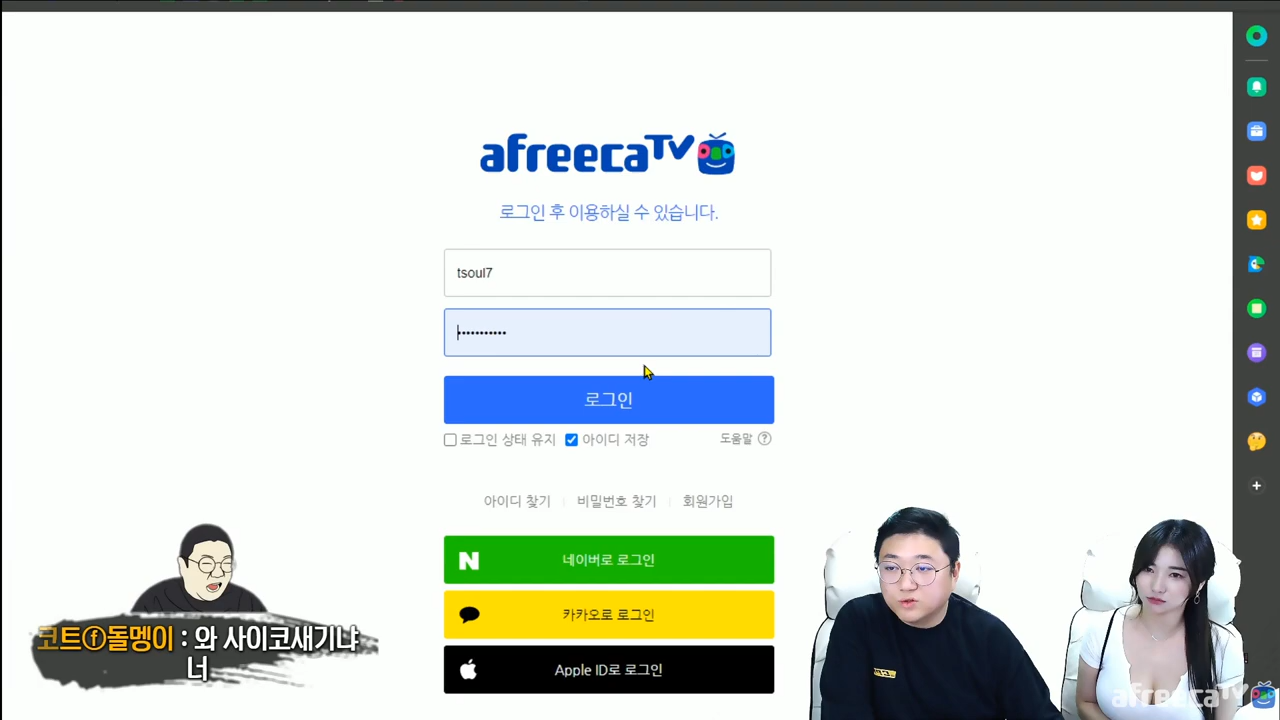 afreecaTV
로그인 후 이용하실 수 있습니다.
tsoul7
•••••••••••
로그인
로그인 상태 유지
아이디 저장
도움말 ?
아이디 찾기
비밀번호 찾기
회원가입
N 네이버로 로그인
카카오로 로그인
Apple ID로 로그인
코트ⓕ돌멩이 : 와 사이코새기냐
너
afreecaTV